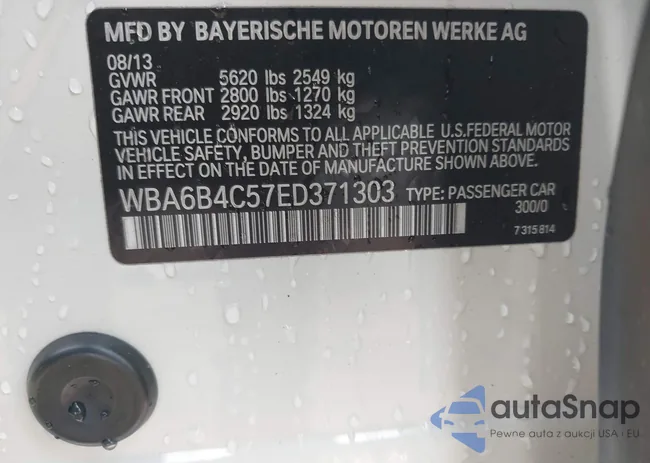 MFD BY BAYERISCHE MOTOREN WERKE AG
08/13
GVWR 5620 lbs 2549 kg
GAWR FRONT 2800 lbs 1270 kg
GAWR REAR 2920 lbs 1324 kg
THIS VEHICLE CONFORMS TO ALL APPLICABLE U.S.FEDERAL MOTOR
VEHICLE SAFETY, BUMPER, AND THEFT PREVENTION STANDARDS
IN EFFECT ON THE DATE OF MANUFACTURE SHOWN ABOVE.
WBA6B4C57ED371303 TYPE: PASSENGER CAR
300/0
7 315 814
autaSnap
Pewne auta z aukcji USA i EU